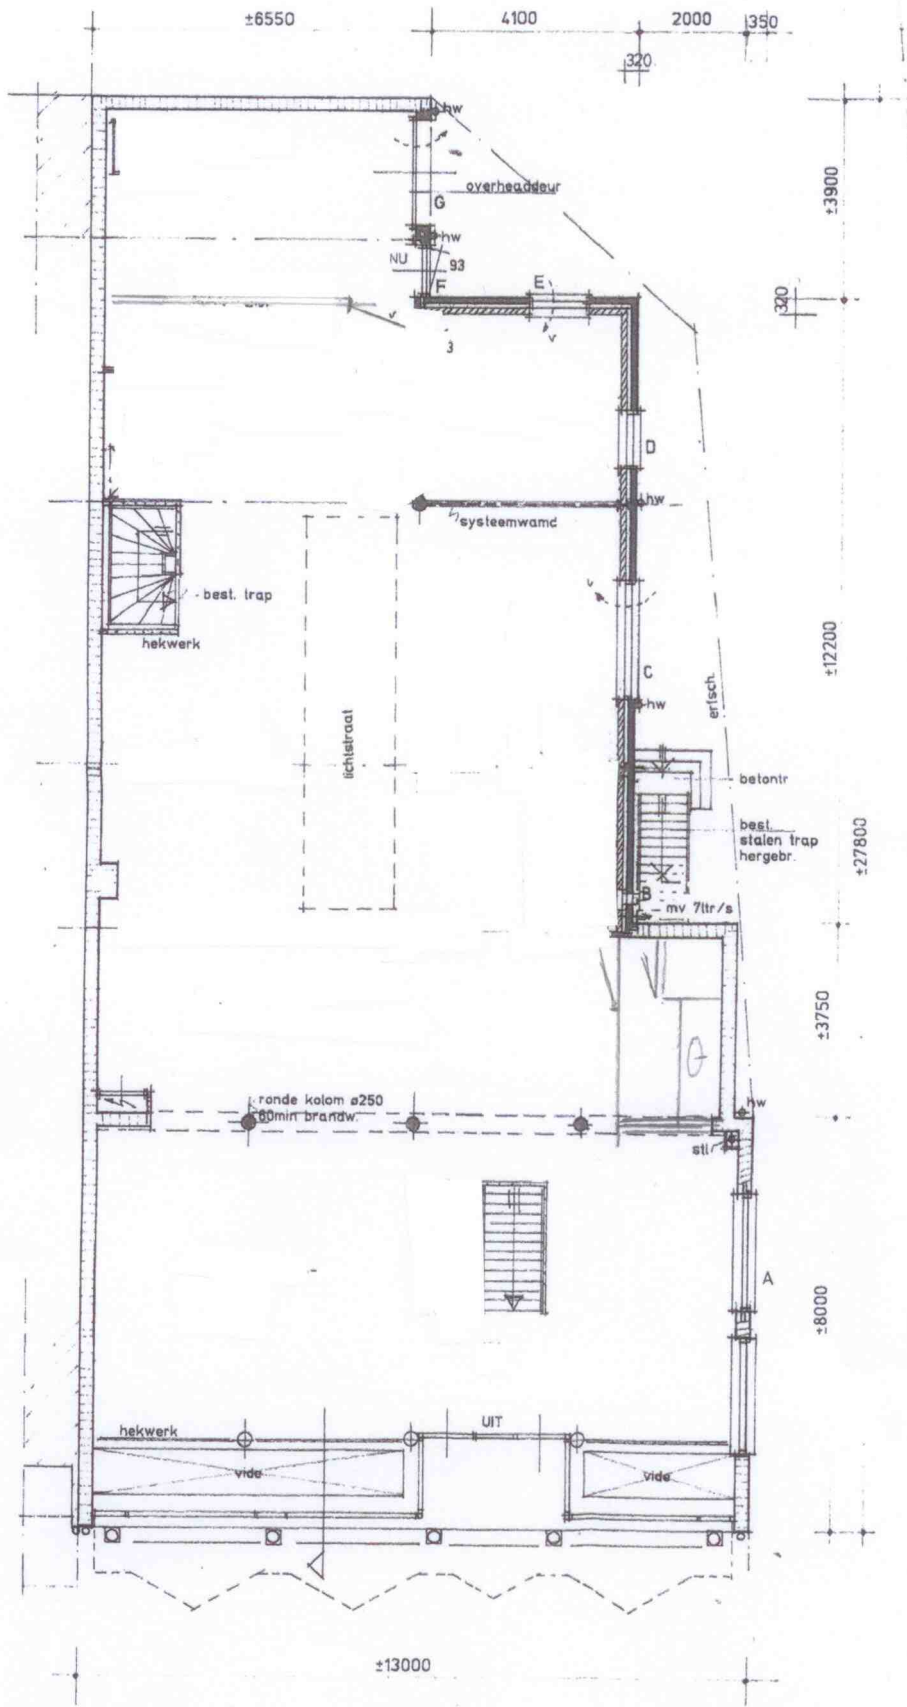 ±6550
4100
2000
350
320
hw
±3900
overheaddeur
G
hw
NU
93
F
E
320
v
v
3
D
hw
systeemwamd
best. trap
v
±12200
hekwerk
C
erfsch.
hw
lichtstraat
betontr
best.
stalen trap
hergebr.
±27800
B
mv 7ltr/s
±3750
ronde kolom ø250
60min brandw.
hw
stl
A
±8000
UIT
hekwerk
vide
vide
±13000